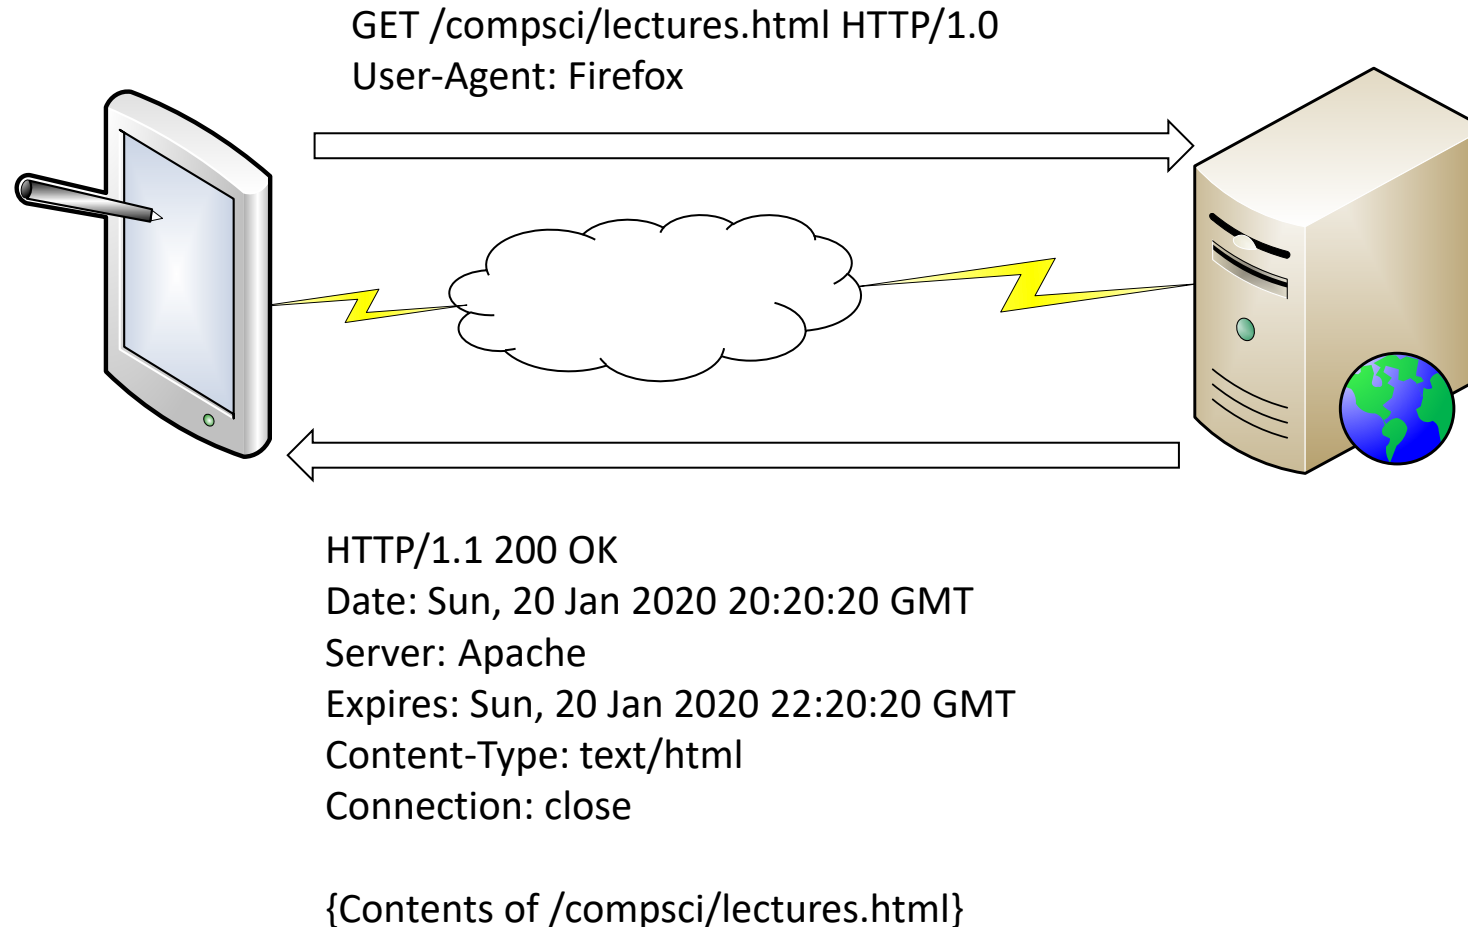 GET /compsci/lectures.html HTTP/1.0
User-Agent: Firefox
HTTP/1.1 200 OK
Date: Sun, 20 Jan 2020 20:20:20 GMT
Server: Apache
Expires: Sun, 20 Jan 2020 22:20:20 GMT
Content-Type: text/html
Connection: close
{Contents of /compsci/lectures.html}